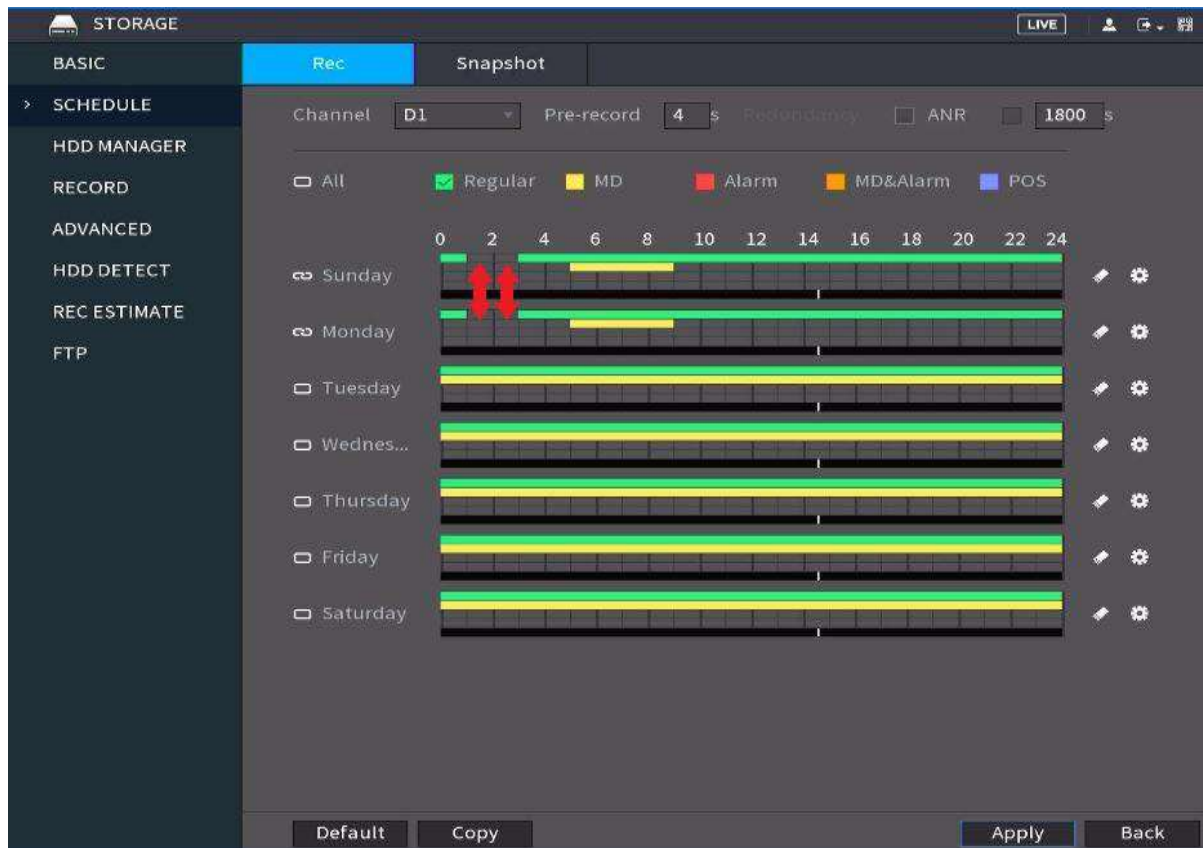 STORAGE LIVE
BASIC
SCHEDULE
HDD MANAGER
RECORD
ADVANCED
HDD DETECT
REC ESTIMATE
FTP
Rec Snapshot
Channel D1 Pre-record 4 s Redundancy ANR 1800 s
All Regular MD Alarm MD&Alarm POS
0 2 4 6 8 10 12 14 16 18 20 22 24
Sunday
Monday
Tuesday
Wednes...
Thursday
Friday
Saturday
Default Copy Apply Back